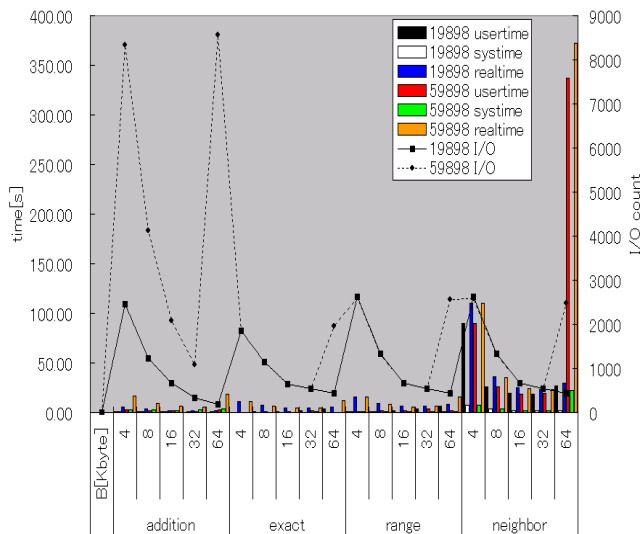 400.00
350.00
300.00
250.00
200.00
150.00
100.00
50.00
0.00
time[s]
9000
8000
7000
6000
5000
4000
3000
2000
1000
0
I/O count
19898 usertime
19898 systime
19898 realtime
59898 usertime
59898 systime
59898 realtime
19898 I/O
59898 I/O
B[Kbyte] 4 8 16 32 64 4 8 16 32 64 4 8 16 32 64 4 8 16 32 64
addition exact range neighbor